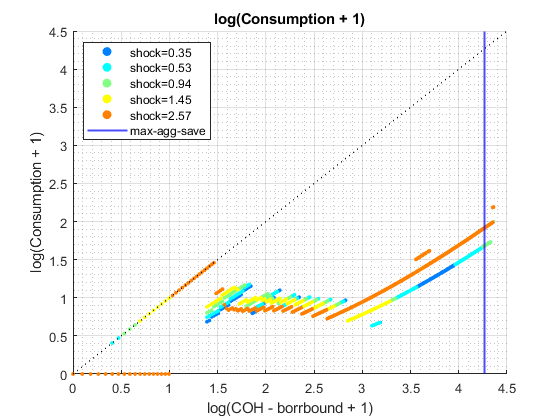 log(Consumption + 1)
log(Consumption + 1)
4.5
4
3.5
3
2.5
2
1.5
1
0.5
0
shock=0.35
shock=0.53
shock=0.94
shock=1.45
shock=2.57
max-agg-save
0 0.5 1 1.5 2 2.5 3 3.5 4 4.5
log(COH - borrbound + 1)